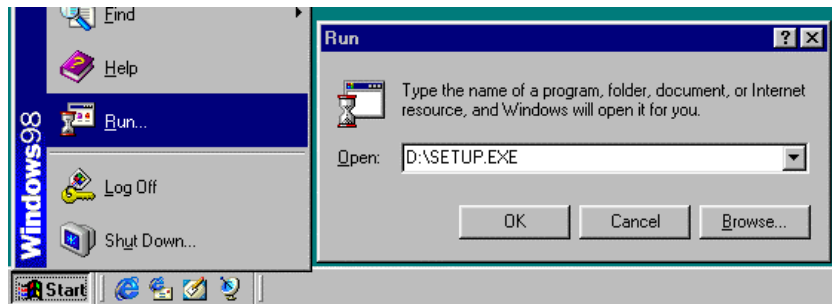 Find
Help
Run...
Log Off
Shut Down...
Windows98
Start
Run
Type the name of a program, folder, document, or Internet
resource, and Windows will open it for you.
Open: D:\SETUP.EXE
OK Cancel Browse...